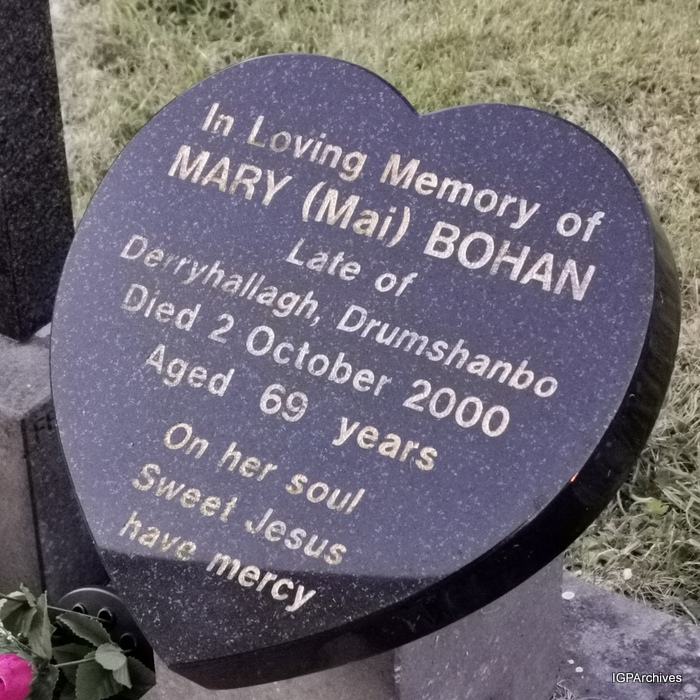 In Loving Memory of
MARY (Mai) BOHAN
Late of
Derryhallagh, Drumshanbo
Died 2 October 2000
Aged 69 years
On her soul
Sweet Jesus
have mercy
IGPArchives